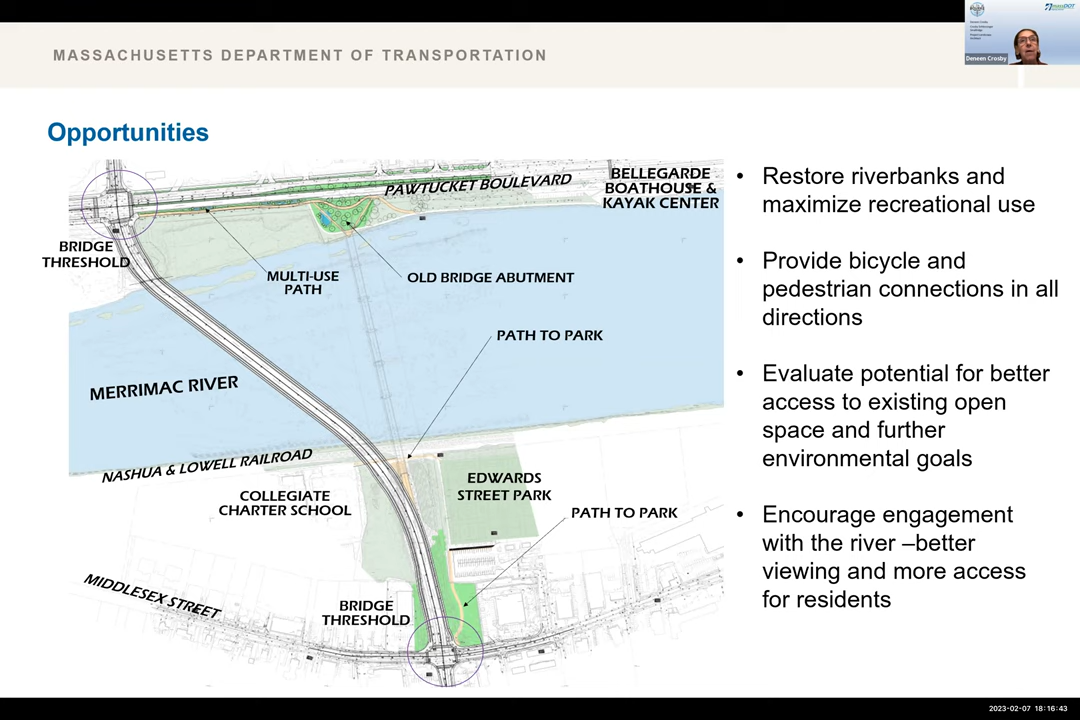 massDOT
Deneen Crosby
MASSACHUSETTS DEPARTMENT OF TRANSPORTATION
Opportunities
PAWTUCKET BOULEVARD
BELLEGARDE
BOATHOUSE &
KAYAK CENTER
BRIDGE
THRESHOLD
MULTI-USE
PATH
OLD BRIDGE ABUTMENT
PATH TO PARK
MERRIMAC RIVER
NASHUA & LOWELL RAILROAD
COLLEGIATE
CHARTER SCHOOL
EDWARDS
STREET PARK
PATH TO PARK
MIDDLESEX STREET
BRIDGE
THRESHOLD
• Restore riverbanks and
maximize recreational use
• Provide bicycle and
pedestrian connections in all
directions
• Evaluate potential for better
access to existing open
space and further
environmental goals
• Encourage engagement
with the river –better
viewing and more access
for residents
2023-02-07 18:16:43